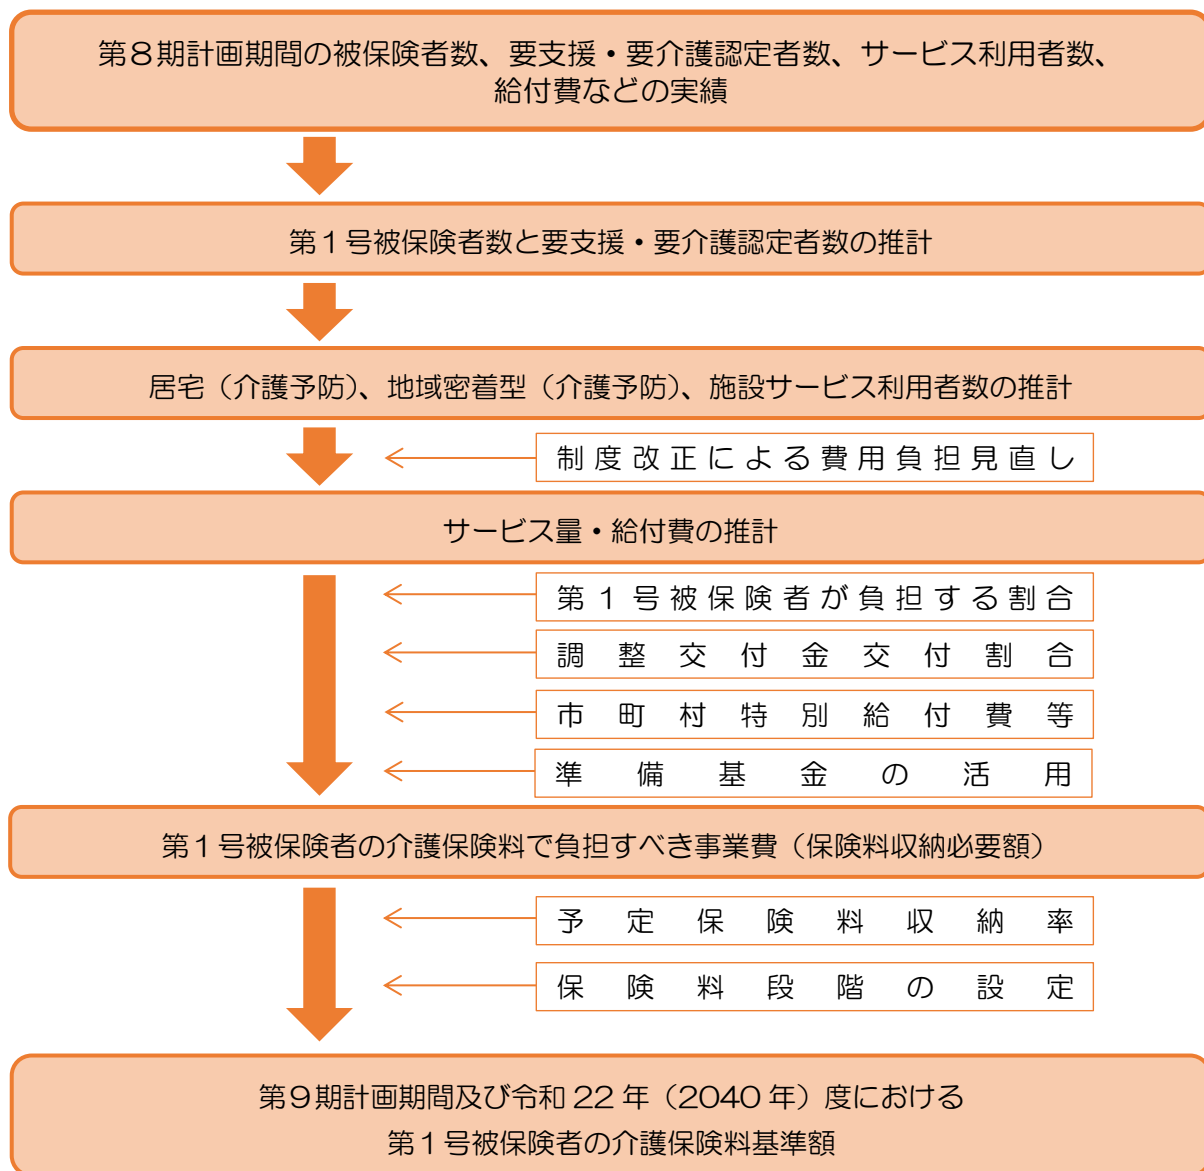 第８期計画期間の被保険者数、要支援・要介護認定者数、サービス利用者数、
給付費などの実績
第１号被保険者数と要支援・要介護認定者数の推計
居宅（介護予防）、地域密着型（介護予防）、施設サービス利用者数の推計
制度改正による費用負担見直し
サービス量・給付費の推計
第１号被保険者が負担する割合
調整交付金交付割合
市町村特別給付費等
準備基金の活用
第１号被保険者の介護保険料で負担すべき事業費（保険料収納必要額）
予定保険料収納率
保険料段階の設定
第９期計画期間及び令和 22 年（2040 年）度における
第１号被保険者の介護保険料基準額